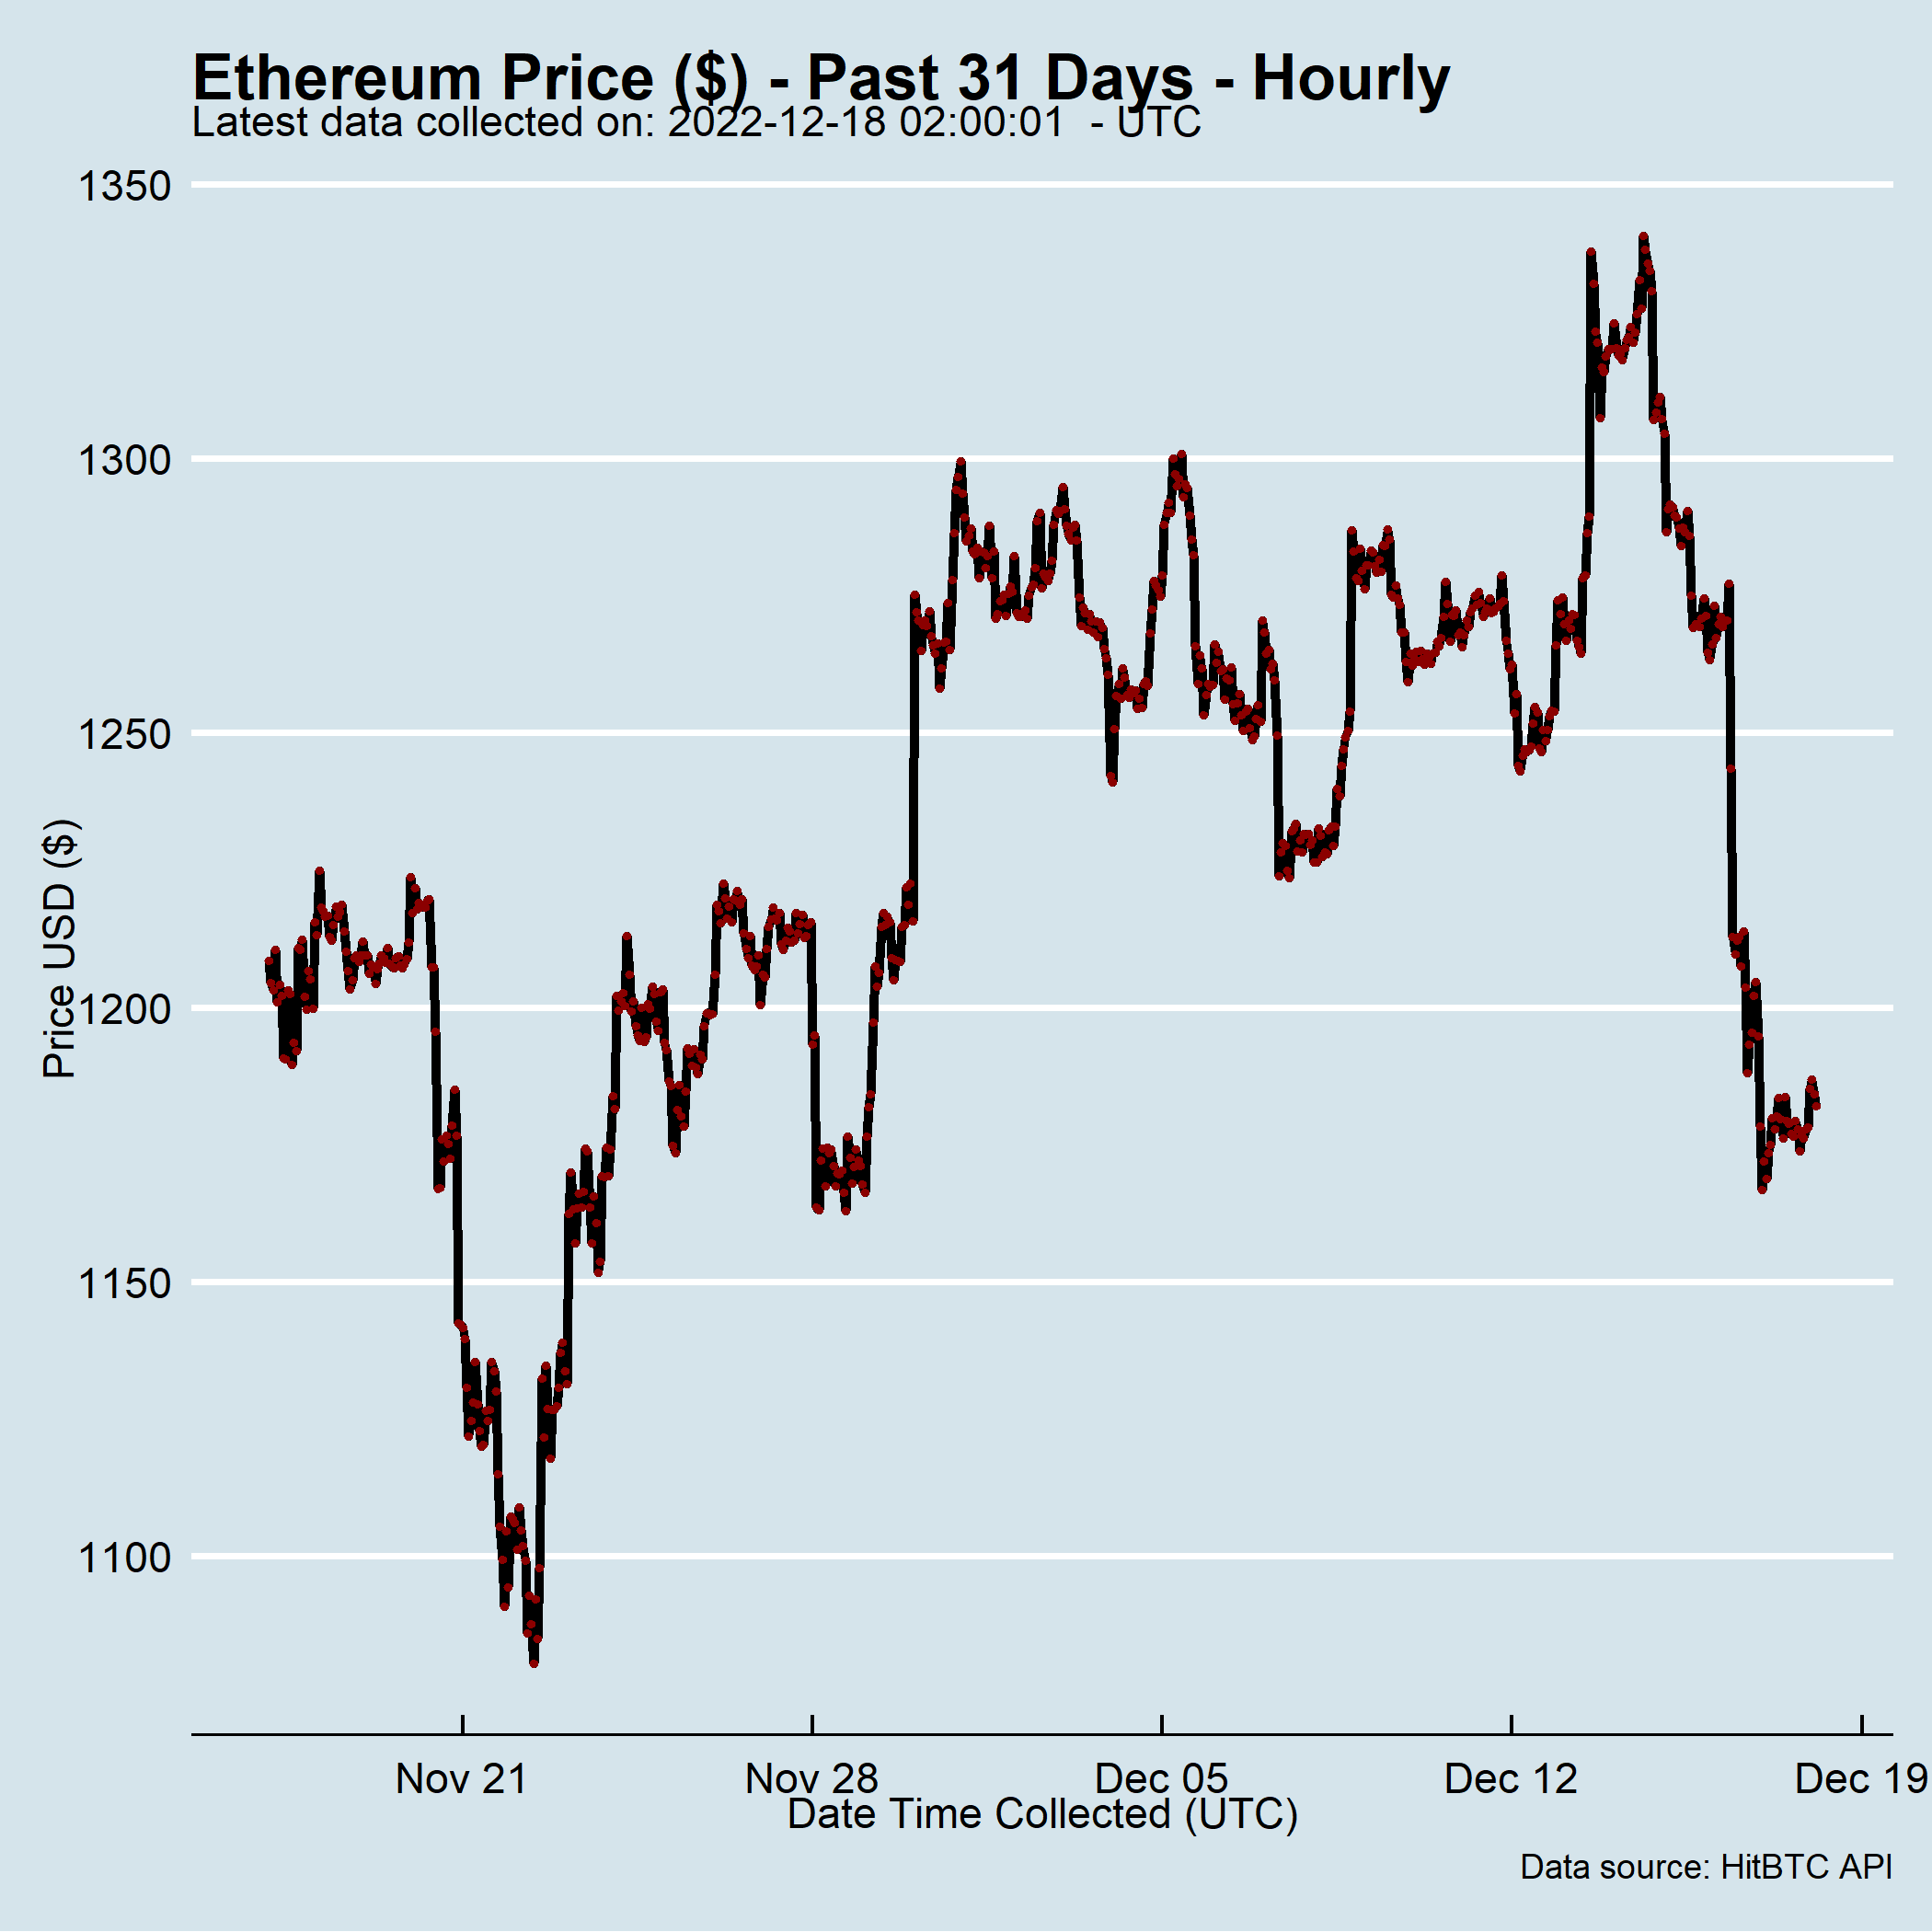 Ethereum Price ($) - Past 31 Days - Hourly
Latest data collected on: 2022-12-18 02:00:01  - UTC
1350
1300
1250
1200
1150
1100
Price USD ($)
Nov 21
Nov 28
Dec 05
Dec 12
Dec 19
Date Time Collected (UTC)
Data source: HitBTC API